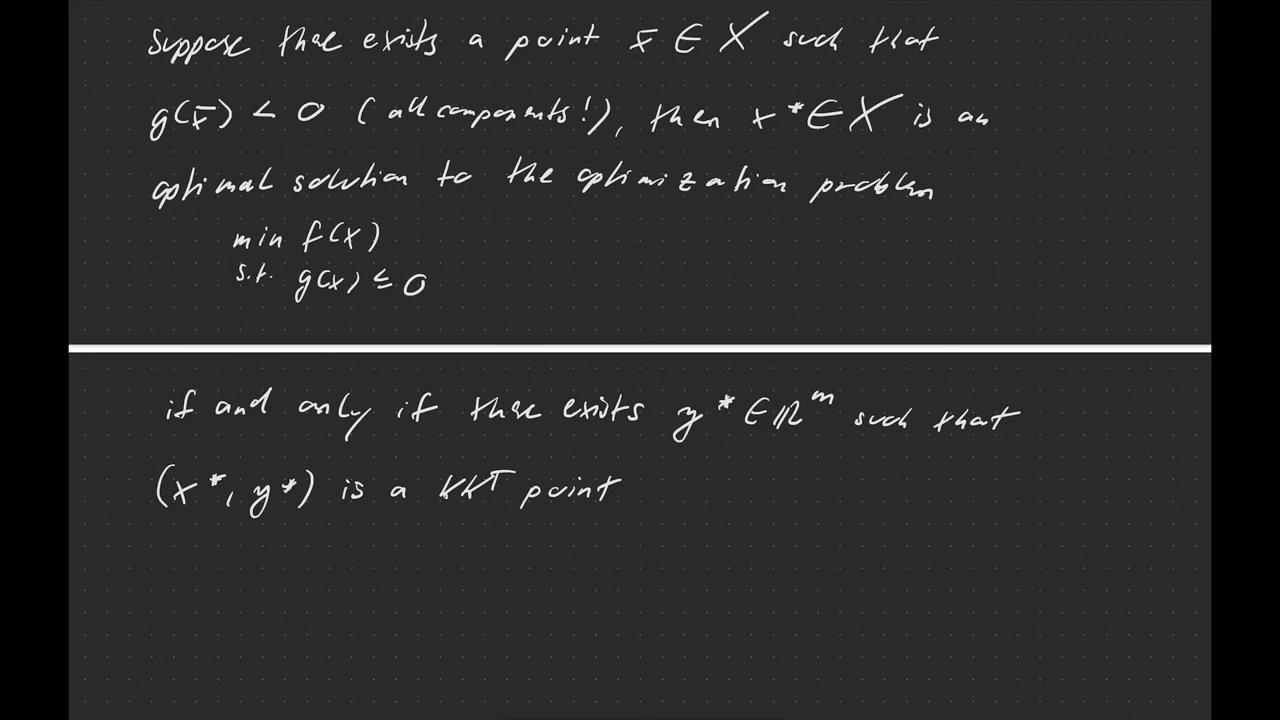 Suppose there exists a point x̄ ∈ X such that
g(x̄) < 0 (all components!), then x* ∈ X is an
optimal solution to the optimization problem
min f(x)
s.t. g(x) ≤ 0
if and only if there exists y* ∈ ℝᵐ such that
(x*, y*) is a KKT point